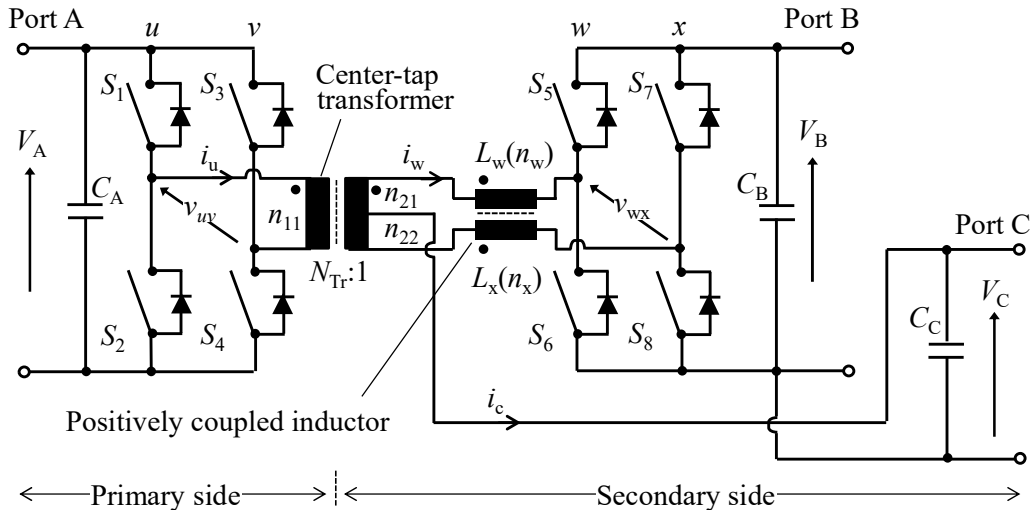 Port A
u
v
w
x
Port B
S1
S3
Center-tap
transformer
S5
S7
VA
CA
iu
vuv
n11
NTr:1
iw
n21
n22
Lw(nw)
Lx(nx)
vwx
CB
VB
Port C
S2
S4
S6
S8
CC
VC
Positively coupled inductor
ic
Primary side
Secondary side